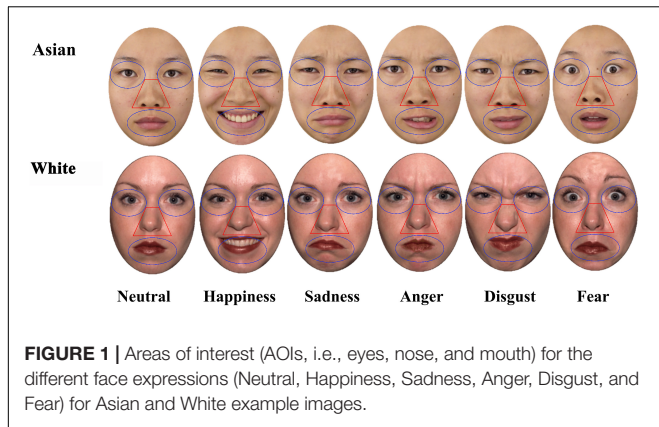 Asian
White
Neutral Happiness Sadness Anger Disgust Fear
FIGURE 1 | Areas of interest (AOIs, i.e., eyes, nose, and mouth) for the
different face expressions (Neutral, Happiness, Sadness, Anger, Disgust, and
Fear) for Asian and White example images.